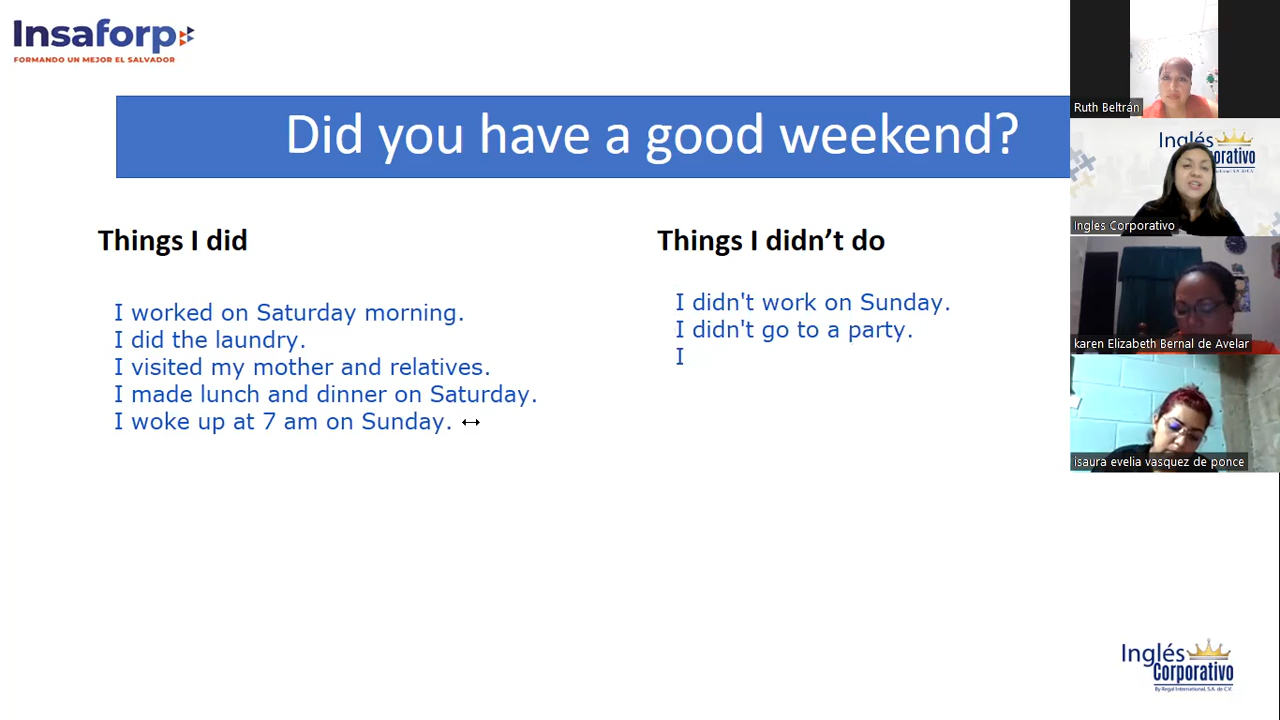 Insaforp
FORMANDO UN MEJOR EL SALVADOR
Did you have a good weekend?
Things I did
I worked on Saturday morning.
I did the laundry.
I visited my mother and relatives.
I made lunch and dinner on Saturday.
I woke up at 7 am on Sunday.
Things I didn't do
I didn't work on Sunday.
I didn't go to a party.
I
Ruth Beltrán
Inglés
Ingles Corporativo
karen Elizabeth Bernal de Avelar
isaura evelia vasquez de ponce
Inglés
Corporativo
By Regal International, S.A. de C.V.